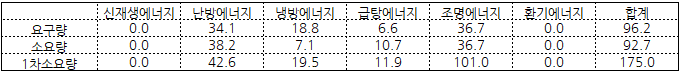 신재생에너지 난방에너지 냉방에너지 급탕에너지 조명에너지 환기에너지 합계
요구량 0.0 34.1 18.8 6.6 36.7 0.0 96.2
소요량 0.0 38.2 7.1 10.7 36.7 0.0 92.7
1차소요량 0.0 42.6 19.5 11.9 101.0 0.0 175.0